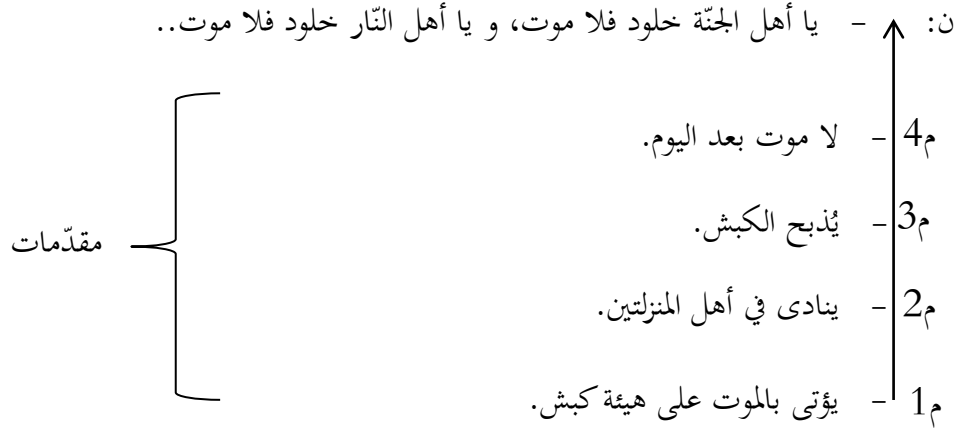 ن: - يا أهل الجنّة خلود فلا موت، و يا أهل النّار خلود فلا موت..
م4 - لا موت بعد اليوم.
م3 - يُذبح الكبش.
مقدّمات
م2 - ينادى في أهل المنزلتين.
م1 - يؤتى بالموت على هيئة كبش.